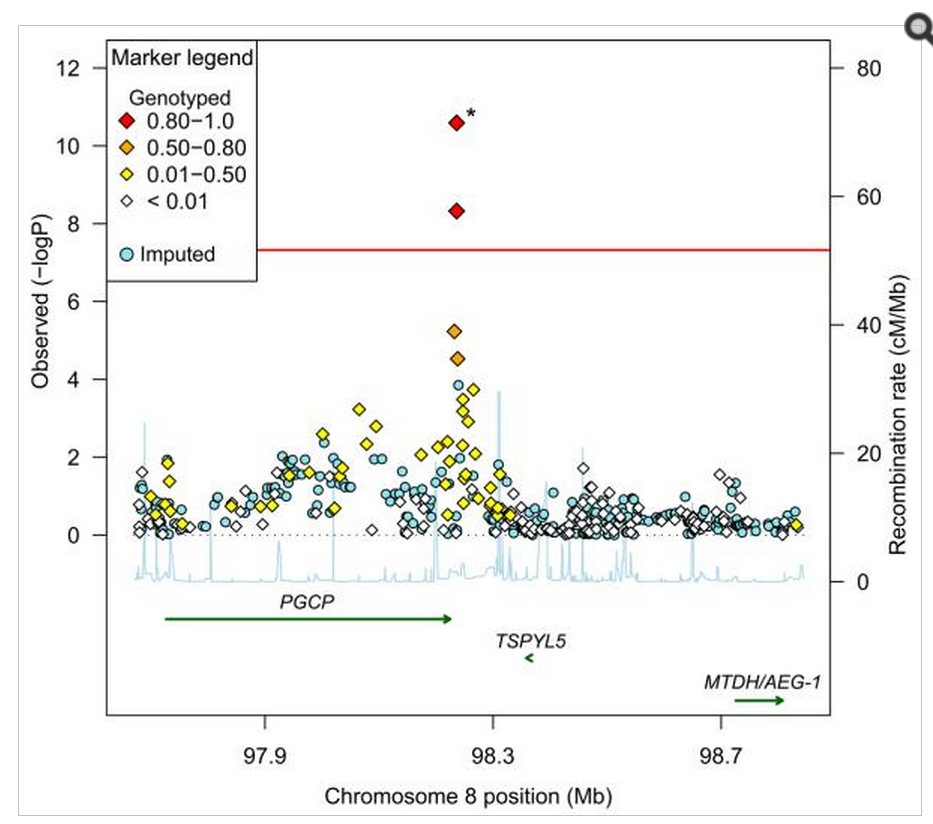 Marker legend
Genotyped
0.80−1.0
0.50−0.80
0.01−0.50
< 0.01
Imputed
*
12
10
8
6
4
2
0
Observed (−logP)
80
60
40
20
0
Recombination rate (cM/Mb)
PGCP
TSPYL5
MTDH/AEG-1
97.9
98.3
98.7
Chromosome 8 position (Mb)